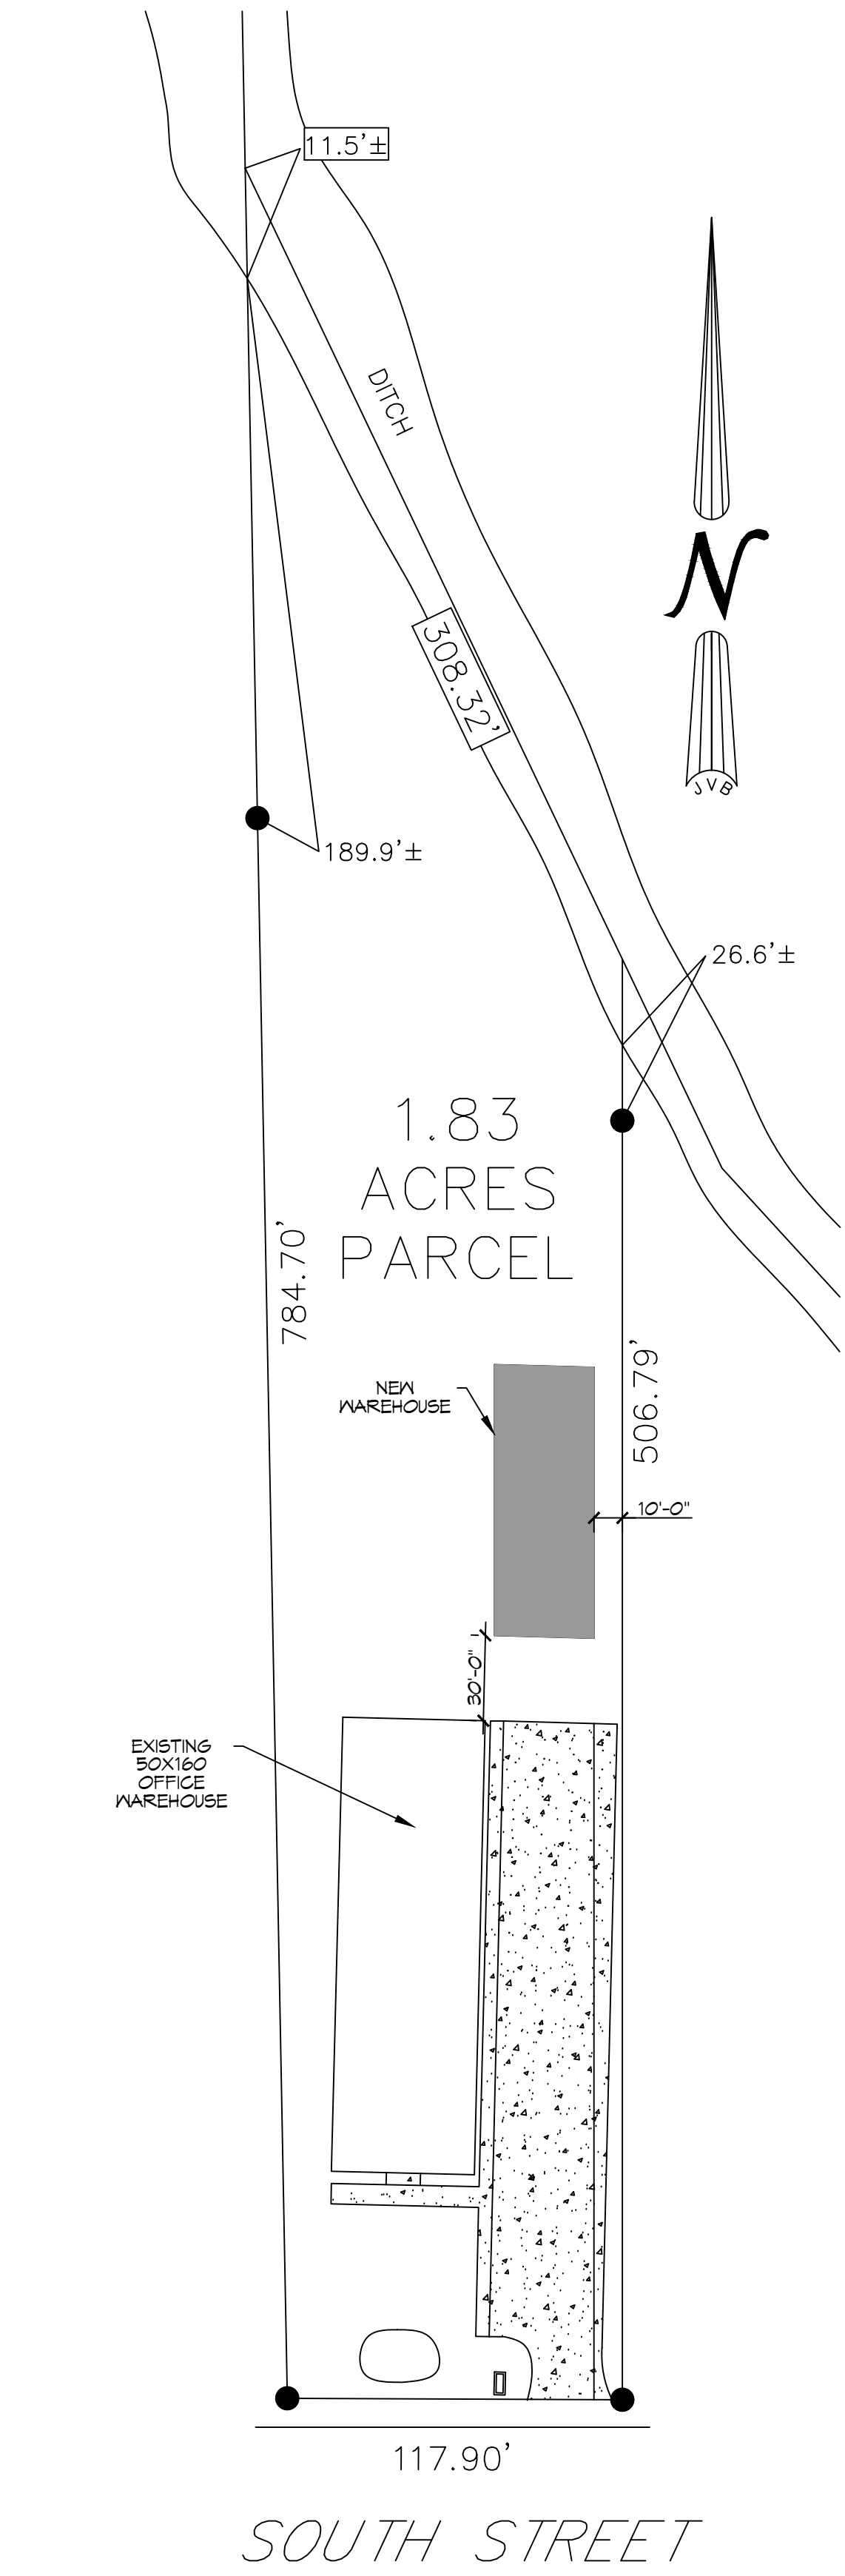 11.5'±
DITCH
N
308.32'
JVB
189.9'±
26.6'±
1.83
ACRES
PARCEL
784.70'
506.79'
NEW
WAREHOUSE
10'-0"
30'-0"
EXISTING
50X160
OFFICE
WAREHOUSE
117.90'
SOUTH STREET